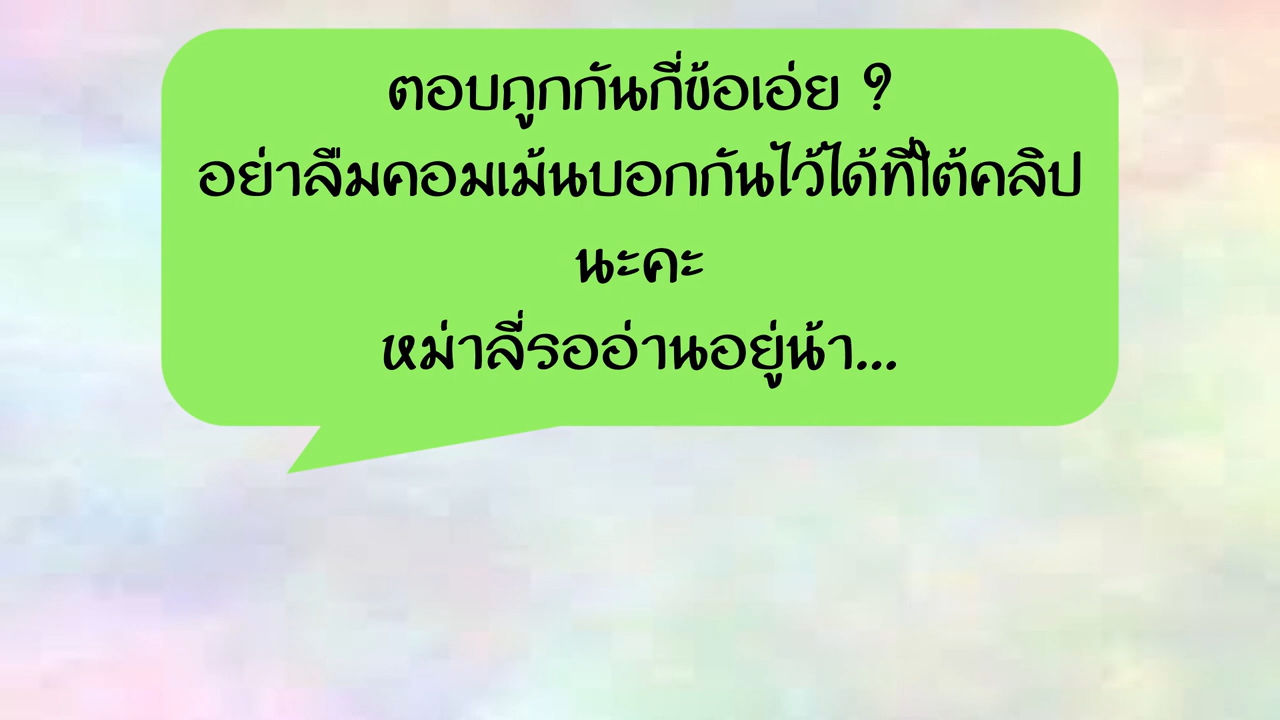 ตอบถูกกันกี่ข้อเอ่ย ?
อย่าลืมคอมเม้นบอกกันไว้ได้ที่ใต้คลิป
นะคะ
หม่าลี่รออ่านอยู่น้า...